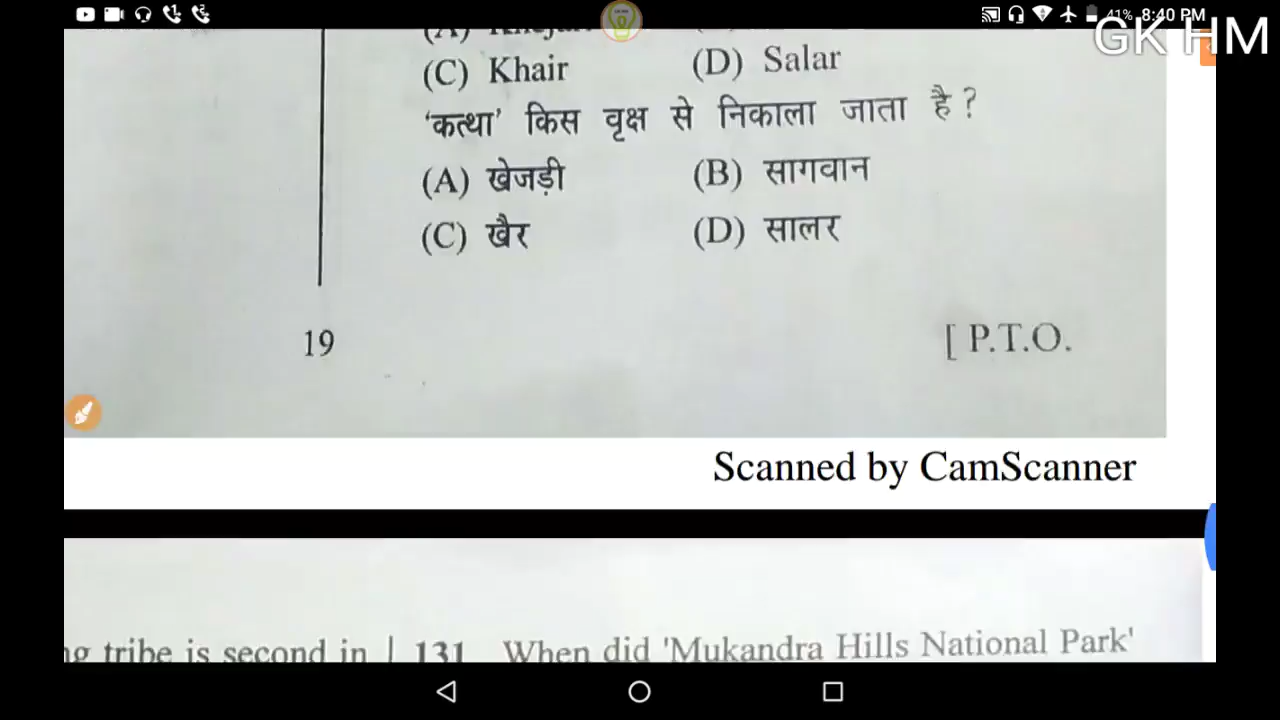 41% 8:40 PM
GK HM
(C) Khair (D) Salar
'कत्था' किस वृक्ष से निकाला जाता है ?
(A) खेजड़ी (B) सागवान
(C) खैर (D) सालर
19 [ P.T.O.
Scanned by CamScanner
tribe is second in 131 When did 'Mukandra Hills National Park'